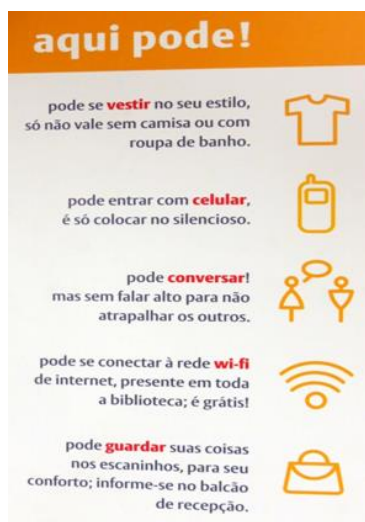 aqui pode!
pode se vestir no seu estilo,
só não vale sem camisa ou com
roupa de banho.
pode entrar com celular,
é só colocar no silencioso.
pode conversar!
mas sem falar alto para não
atrapalhar os outros.
pode se conectar à rede wi-fi
de internet, presente em toda
a biblioteca; é grátis!
pode guardar suas coisas
nos escaninhos, para seu
conforto; informe-se no balcão
de recepção.